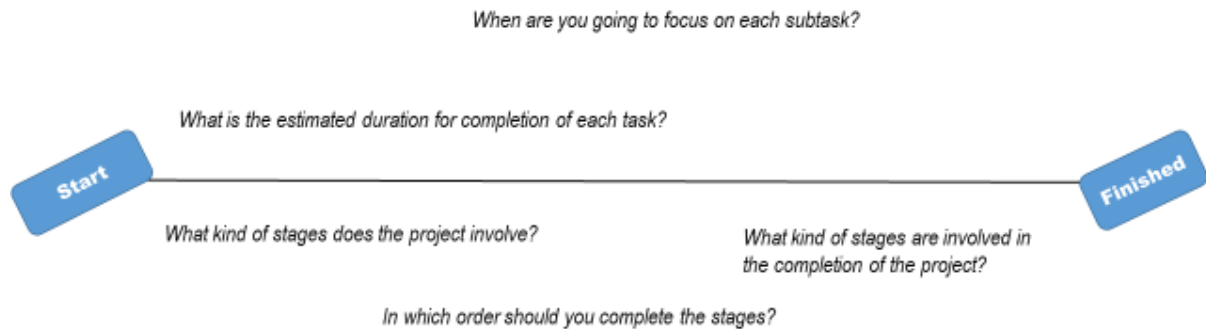 When are you going to focus on each subtask?
What is the estimated duration for completion of each task?
Start
Finished
What kind of stages does the project involve?
What kind of stages are involved in
the completion of the project?
In which order should you complete the stages?